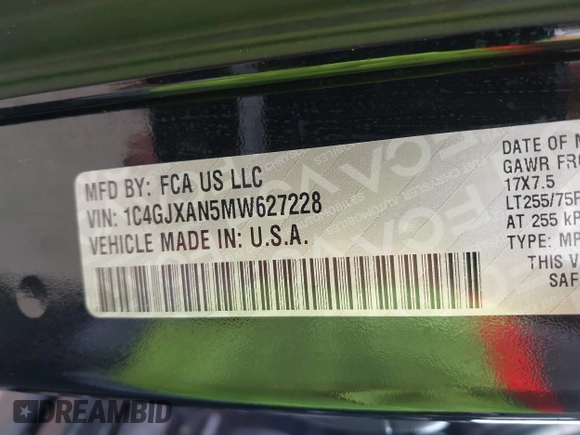 MFD BY: FCA US LLC
VIN: 1C4GJXAN5MW627228
VEHICLE MADE IN: U.S.A.
DATE OF M
GAWR FR
17X7.5
LT255/75
AT 255 kP
TYPE: MP
THIS V
SAF
DREAMBID